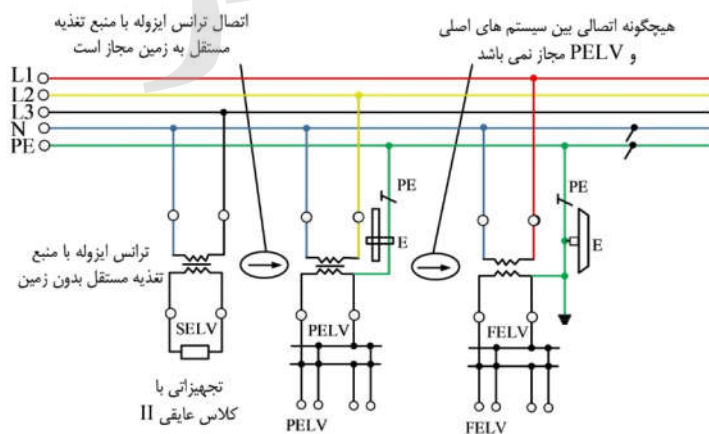 اتصال ترانس ایزوله با منبع تغذیه
مستقل به زمین مجاز است
هیچگونه اتصالی بین سیستم های اصلی
و PELV مجاز نمی باشد
L1
L2
L3
N
PE
PE
PE
E
E
ترانس ایزوله با منبع
تغذیه مستقل بدون زمین
SELV
PELV
FELV
تجهیزاتی با
کلاس عایقی II
PELV
FELV